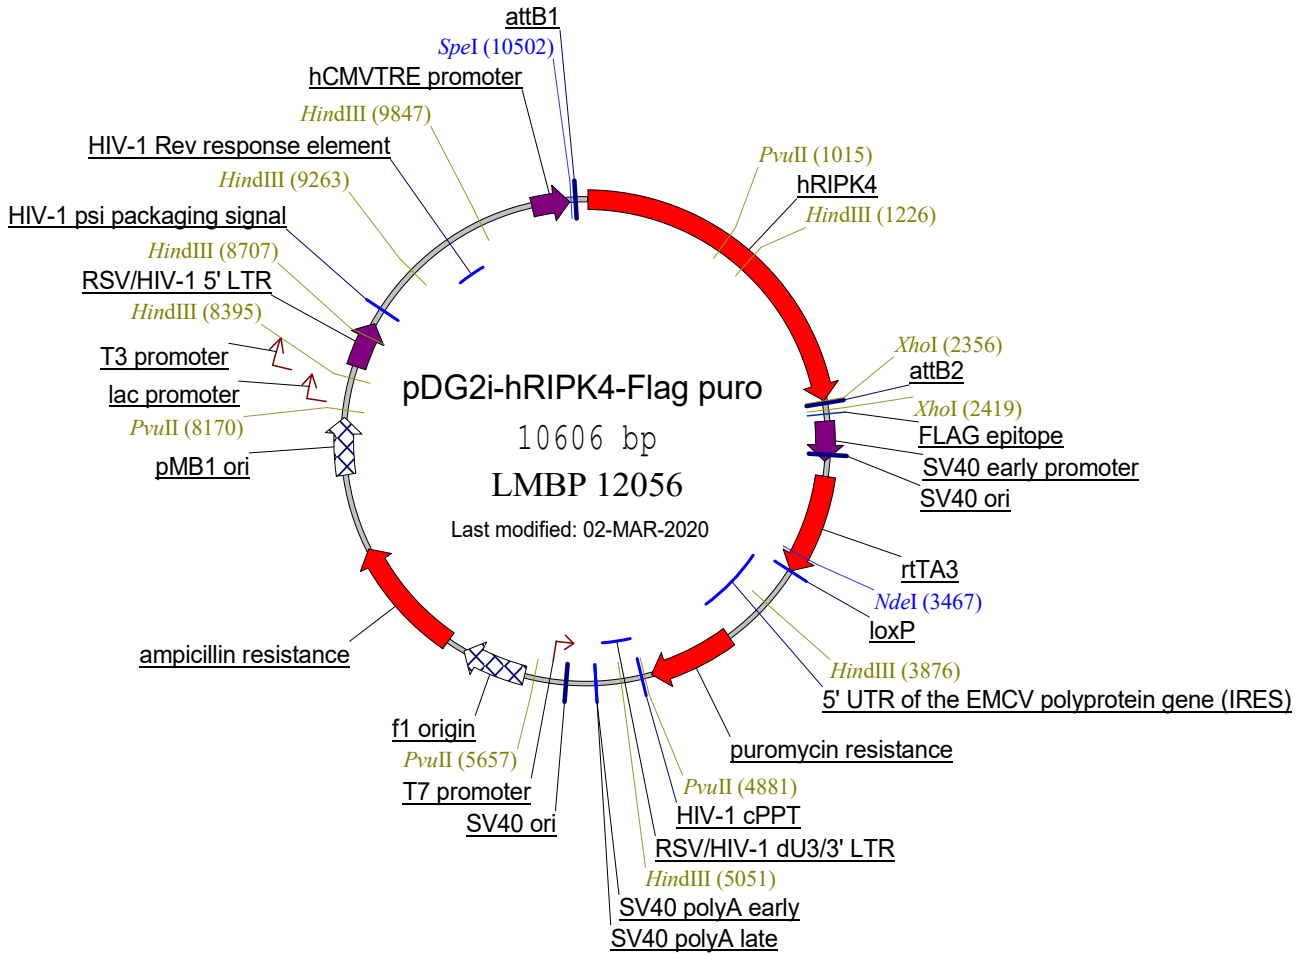 attB1
SpeI (10502)
hCMVTRE promoter
HindIII (9847)
HIV-1 Rev response element
HindIII (9263)
HIV-1 psi packaging signal
HindIII (8707)
RSV/HIV-1 5' LTR
HindIII (8395)
T3 promoter
lac promoter
PvuII (8170)
pMB1 ori
PvuII (1015)
hRIPK4
HindIII (1226)
XhoI (2356)
attB2
XhoI (2419)
FLAG epitope
SV40 early promoter
SV40 ori
pDG2i-hRIPK4-Flag puro
10606 bp
LMBP 12056
Last modified: 02-MAR-2020
rtTA3
NdeI (3467)
loxP
HindIII (3876)
5' UTR of the EMCV polyprotein gene (IRES)
puromycin resistance
PvuII (4881)
HIV-1 cPPT
RSV/HIV-1 dU3/3' LTR
HindIII (5051)
SV40 polyA early
SV40 polyA late
ampicillin resistance
f1 origin
PvuII (5657)
T7 promoter
SV40 ori